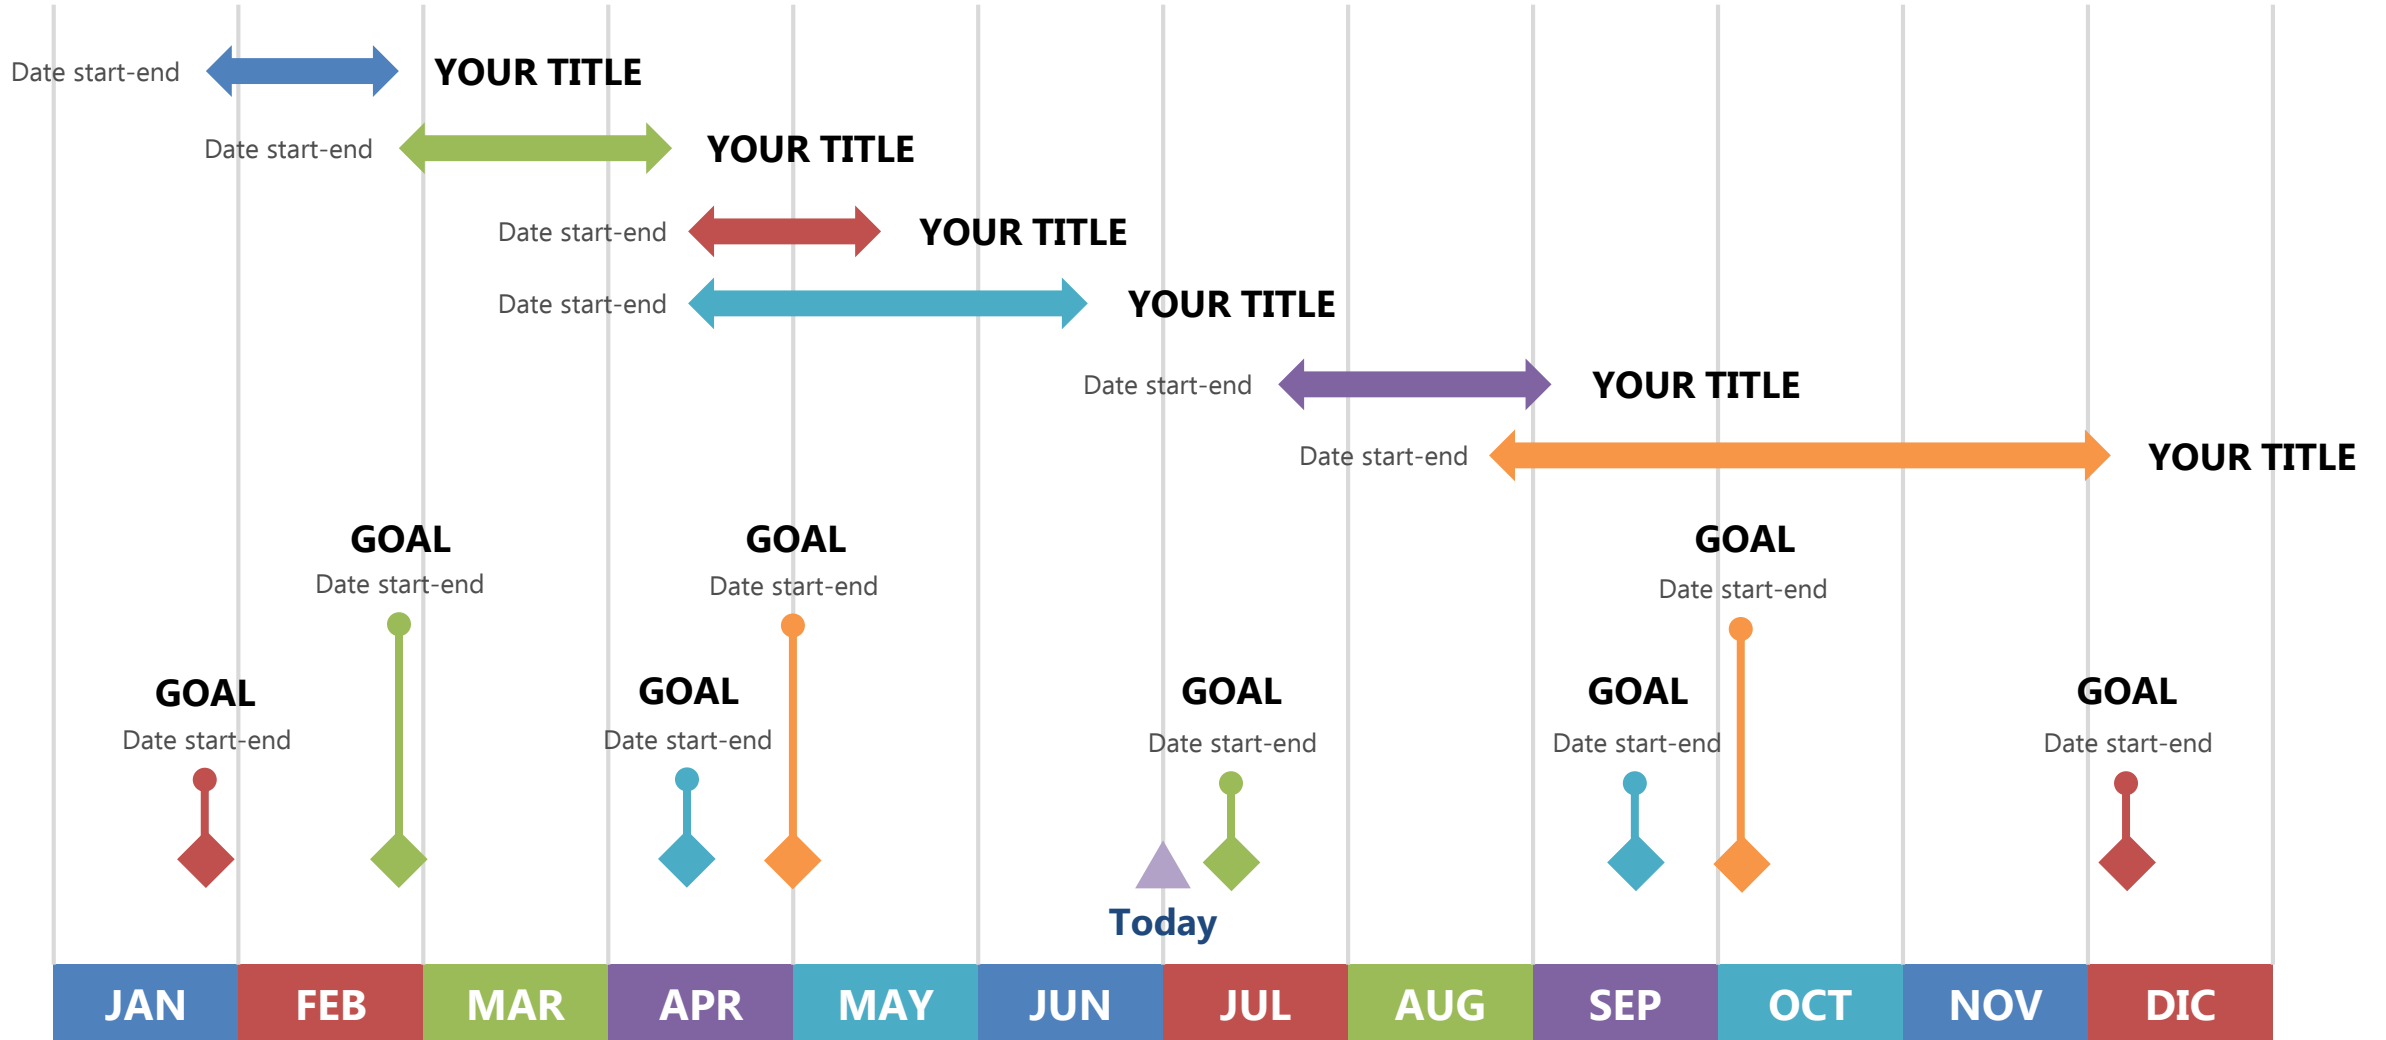 Date start-end YOUR TITLE
Date start-end YOUR TITLE
Date start-end YOUR TITLE
Date start-end YOUR TITLE
Date start-end YOUR TITLE
Date start-end YOUR TITLE
GOAL GOAL GOAL
Date start-end Date start-end Date start-end
GOAL GOAL GOAL GOAL GOAL
Date start-end Date start-end Date start-end Date start-end Date start-end
Today
JAN FEB MAR APR MAY JUN JUL AUG SEP OCT NOV DIC